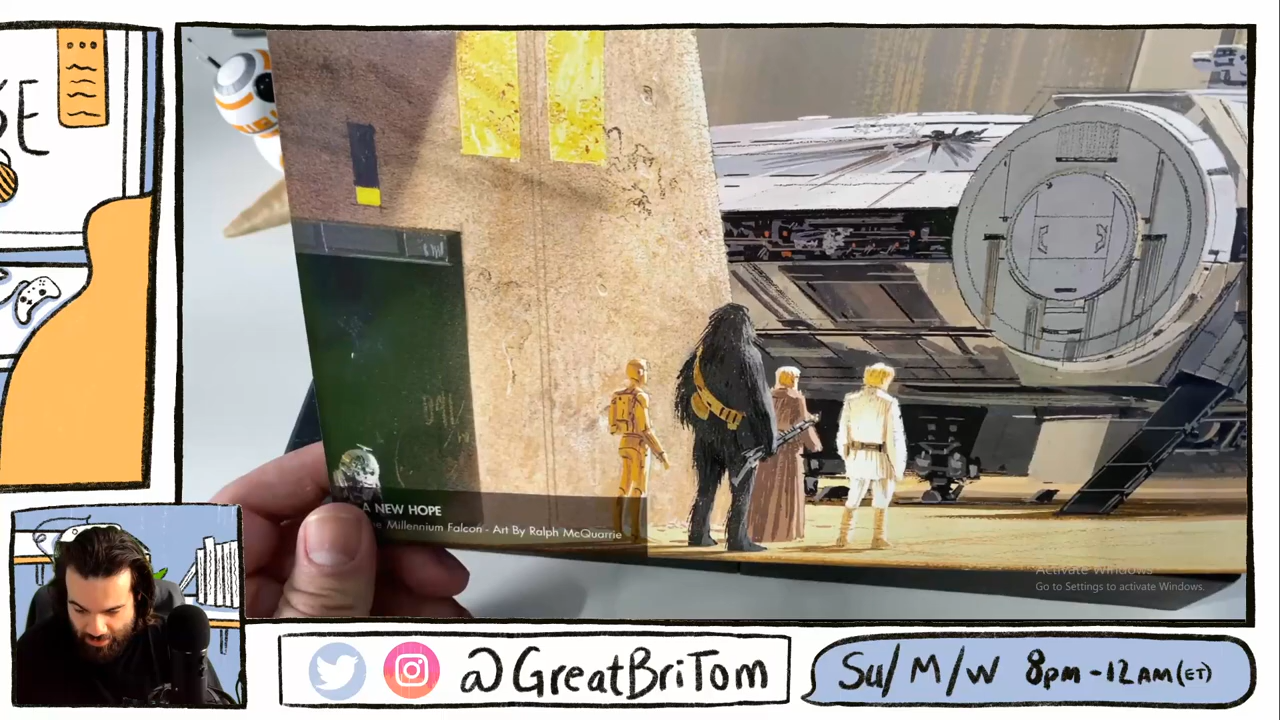 A NEW HOPE
Millennium Falcon - Art By Ralph McQuarrie
Activate Windows
Go to Settings to activate Windows.
@GreatBriTom
Su/M/W 8pm-12AM(ET)